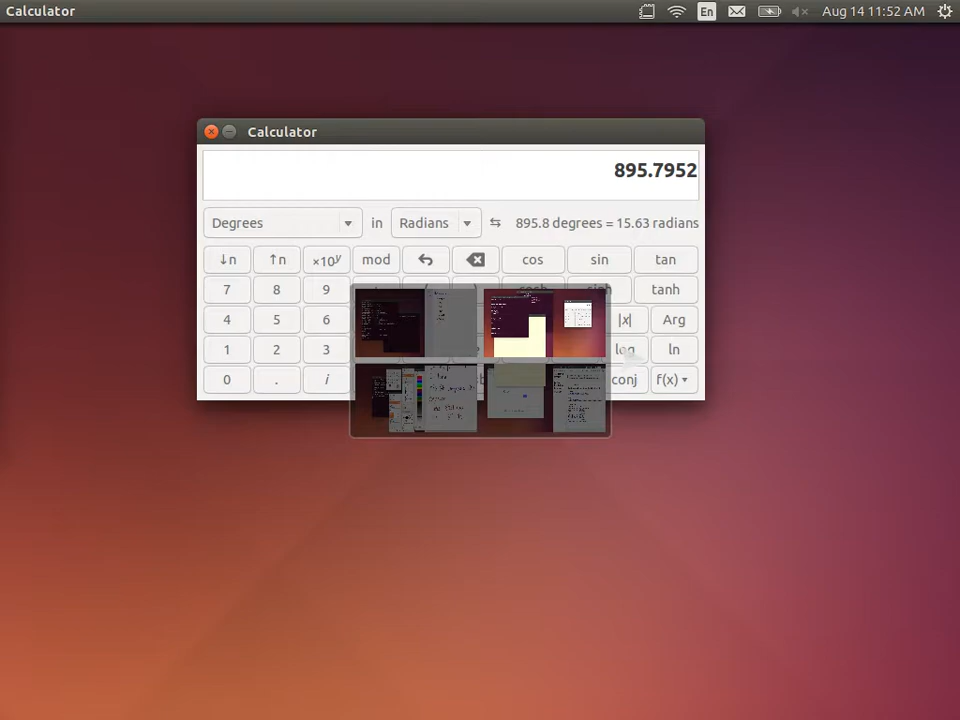 Calculator
En
Aug 14 11:52 AM
Calculator
895.7952
Degrees in Radians 895.8 degrees = 15.63 radians
↓n ↑n ×10ʸ mod cos sin tan
7 8 9 cosh sinh tanh
4 5 6 |x| Arg
1 2 3 log ln
0 . i conj f(x)